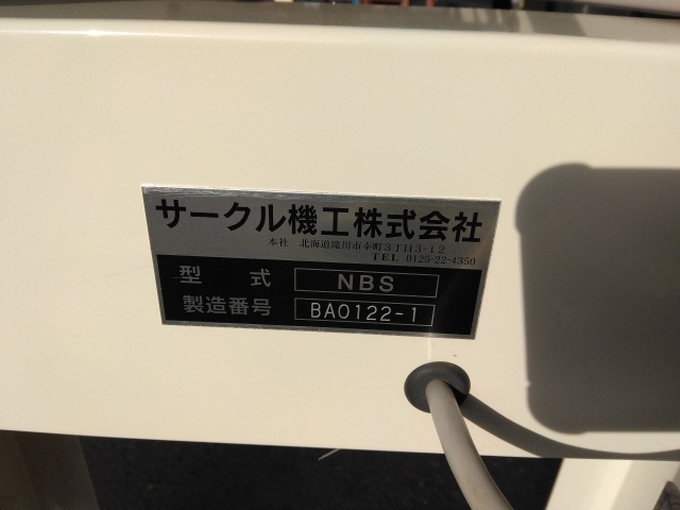 サークル機工株式会社
本社 北海道滝川市幸町3丁目3-12
TEL 0125-22-4350
型式 NBS
製造番号 BA0122-1